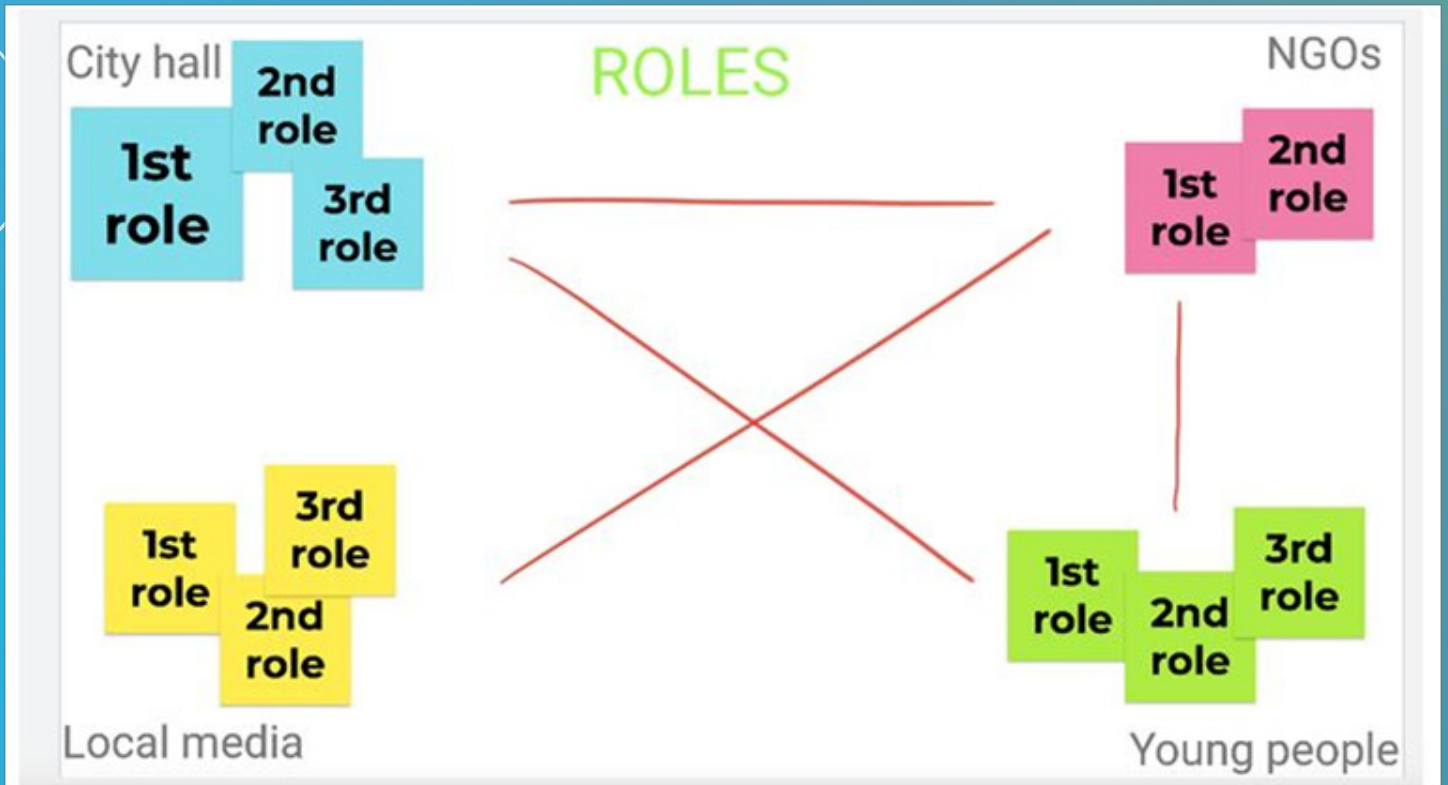 City hall
ROLES
NGOs
1st
role
2nd
role
3rd
role
1st
role
2nd
role
1st
role
2nd
role
3rd
role
1st
role
2nd
role
3rd
role
Local media
Young people